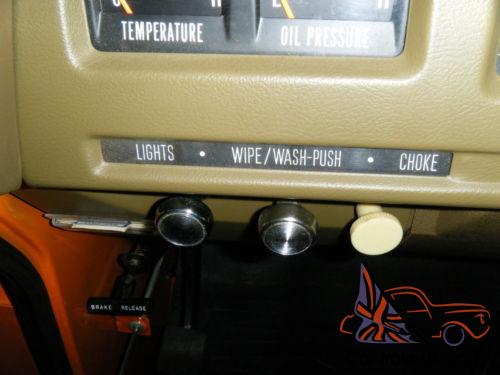 TEMPERATURE
OIL PRESSURE
LIGHTS • WIPE/WASH-PUSH • CHOKE
BRAKE RELEASE